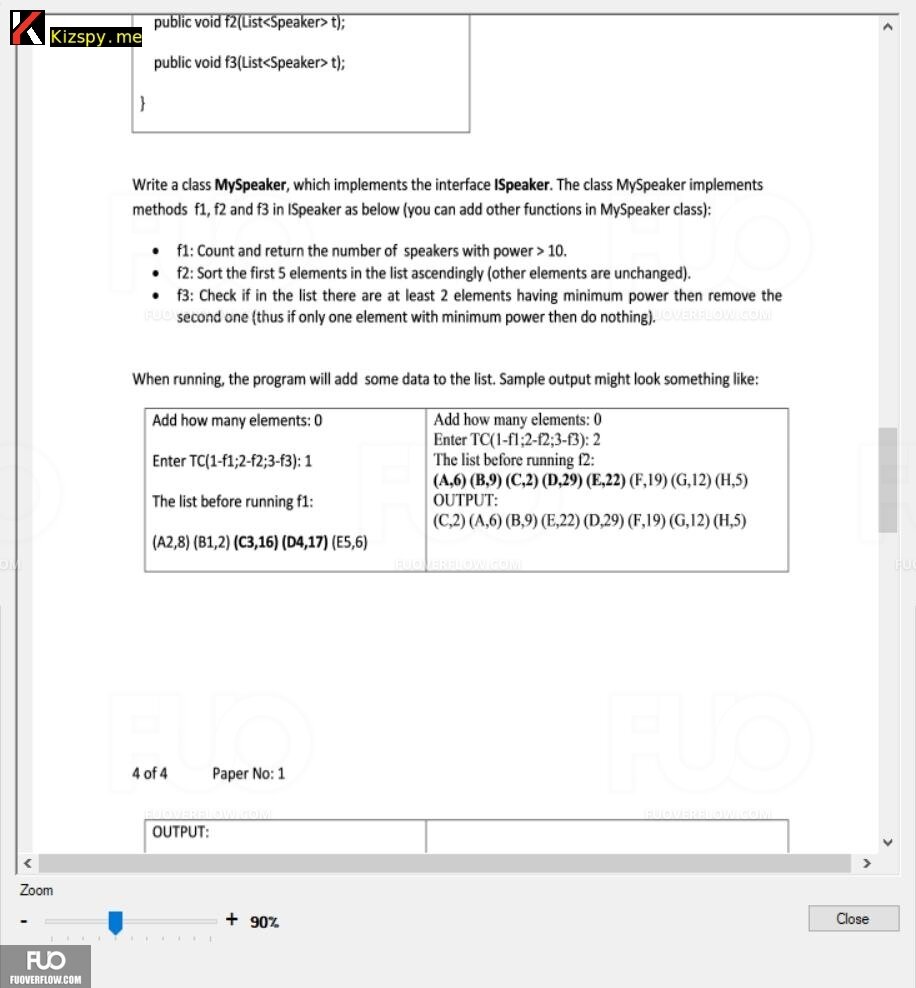 Kizspy.me
public void f2(List<Speaker> t);
public void f3(List<Speaker> t);
}
Write a class MySpeaker, which implements the interface ISpeaker. The class MySpeaker implements
methods f1, f2 and f3 in ISpeaker as below (you can add other functions in MySpeaker class):
• f1: Count and return the number of speakers with power > 10.
• f2: Sort the first 5 elements in the list ascendingly (other elements are unchanged).
• f3: Check if in the list there are at least 2 elements having minimum power then remove the
second one (thus if only one element with minimum power then do nothing).
When running, the program will add some data to the list. Sample output might look something like:
Add how many elements: 0
Enter TC(1-f1;2-f2;3-f3): 1
The list before running f1:
(A2,8) (B1,2) (C3,16) (D4,17) (E5,6)
Add how many elements: 0
Enter TC(1-f1;2-f2;3-f3): 2
The list before running f2:
(A,6) (B,9) (C,2) (D,29) (E,22) (F,19) (G,12) (H,5)
OUTPUT:
(C,2) (A,6) (B,9) (E,22) (D,29) (F,19) (G,12) (H,5)
FUOVERFLOW.COM
4 of 4 Paper No: 1
FUOVERFLOW.COM FUOVERFLOW.COM
OUTPUT:
Zoom
- + 90%
Close
FUO
FUOVERFLOW.COM